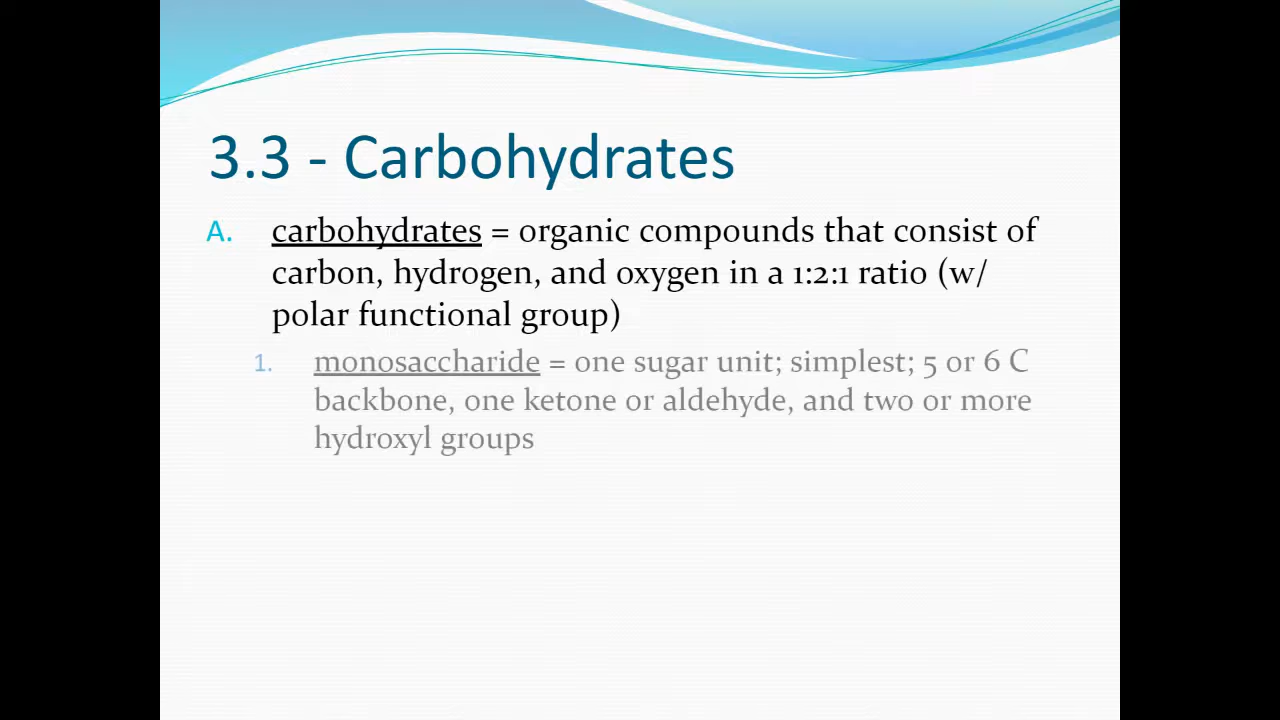 3.3 - Carbohydrates
A. carbohydrates = organic compounds that consist of
carbon, hydrogen, and oxygen in a 1:2:1 ratio (w/
polar functional group)
1. monosaccharide = one sugar unit; simplest; 5 or 6 C
backbone, one ketone or aldehyde, and two or more
hydroxyl groups